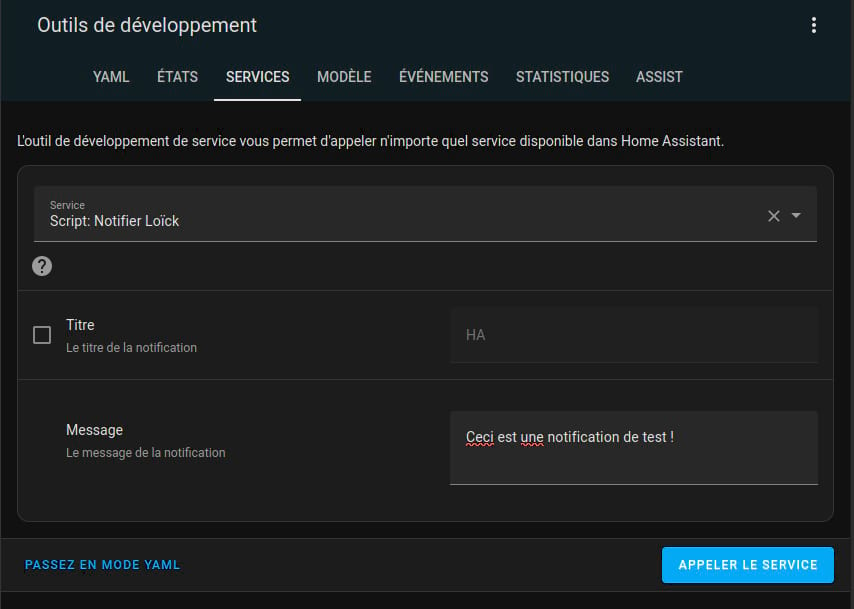 Outils de développement
YAML ÉTATS SERVICES MODÈLE ÉVÉNEMENTS STATISTIQUES ASSIST
L'outil de développement de service vous permet d'appeler n'importe quel service disponible dans Home Assistant.
Service
Script: Notifier Loïck
?
Titre
Le titre de la notification
HA
Message
Le message de la notification
Ceci est une notification de test !
PASSEZ EN MODE YAML
APPELER LE SERVICE